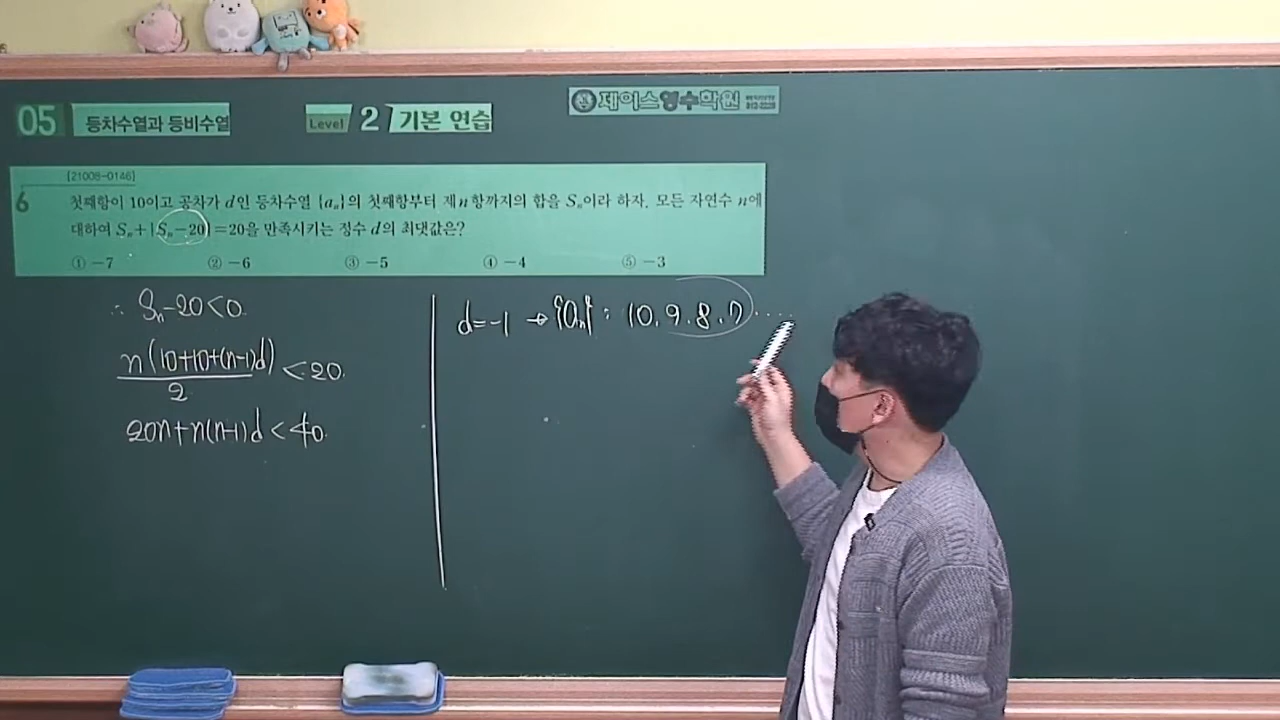 05 등차수열과 등비수열 Level 2 기본 연습
제이스영수학원
[21008-0146]
6 첫째항이 10이고 공차가 d인 등차수열 {aₙ}의 첫째항부터 제n항까지의 합을 Sₙ이라 하자. 모든 자연수 n에
대하여 Sₙ+|Sₙ-20|=20을 만족시키는 정수 d의 최댓값은?
① -7 ② -6 ③ -5 ④ -4 ⑤ -3
∴ Sₙ-20<0.
n(10+10+(n-1)d)/2 <20.
20n+n(n-1)d<40.
d=-1 → {aₙ} : 10. 9. 8. 7 .....